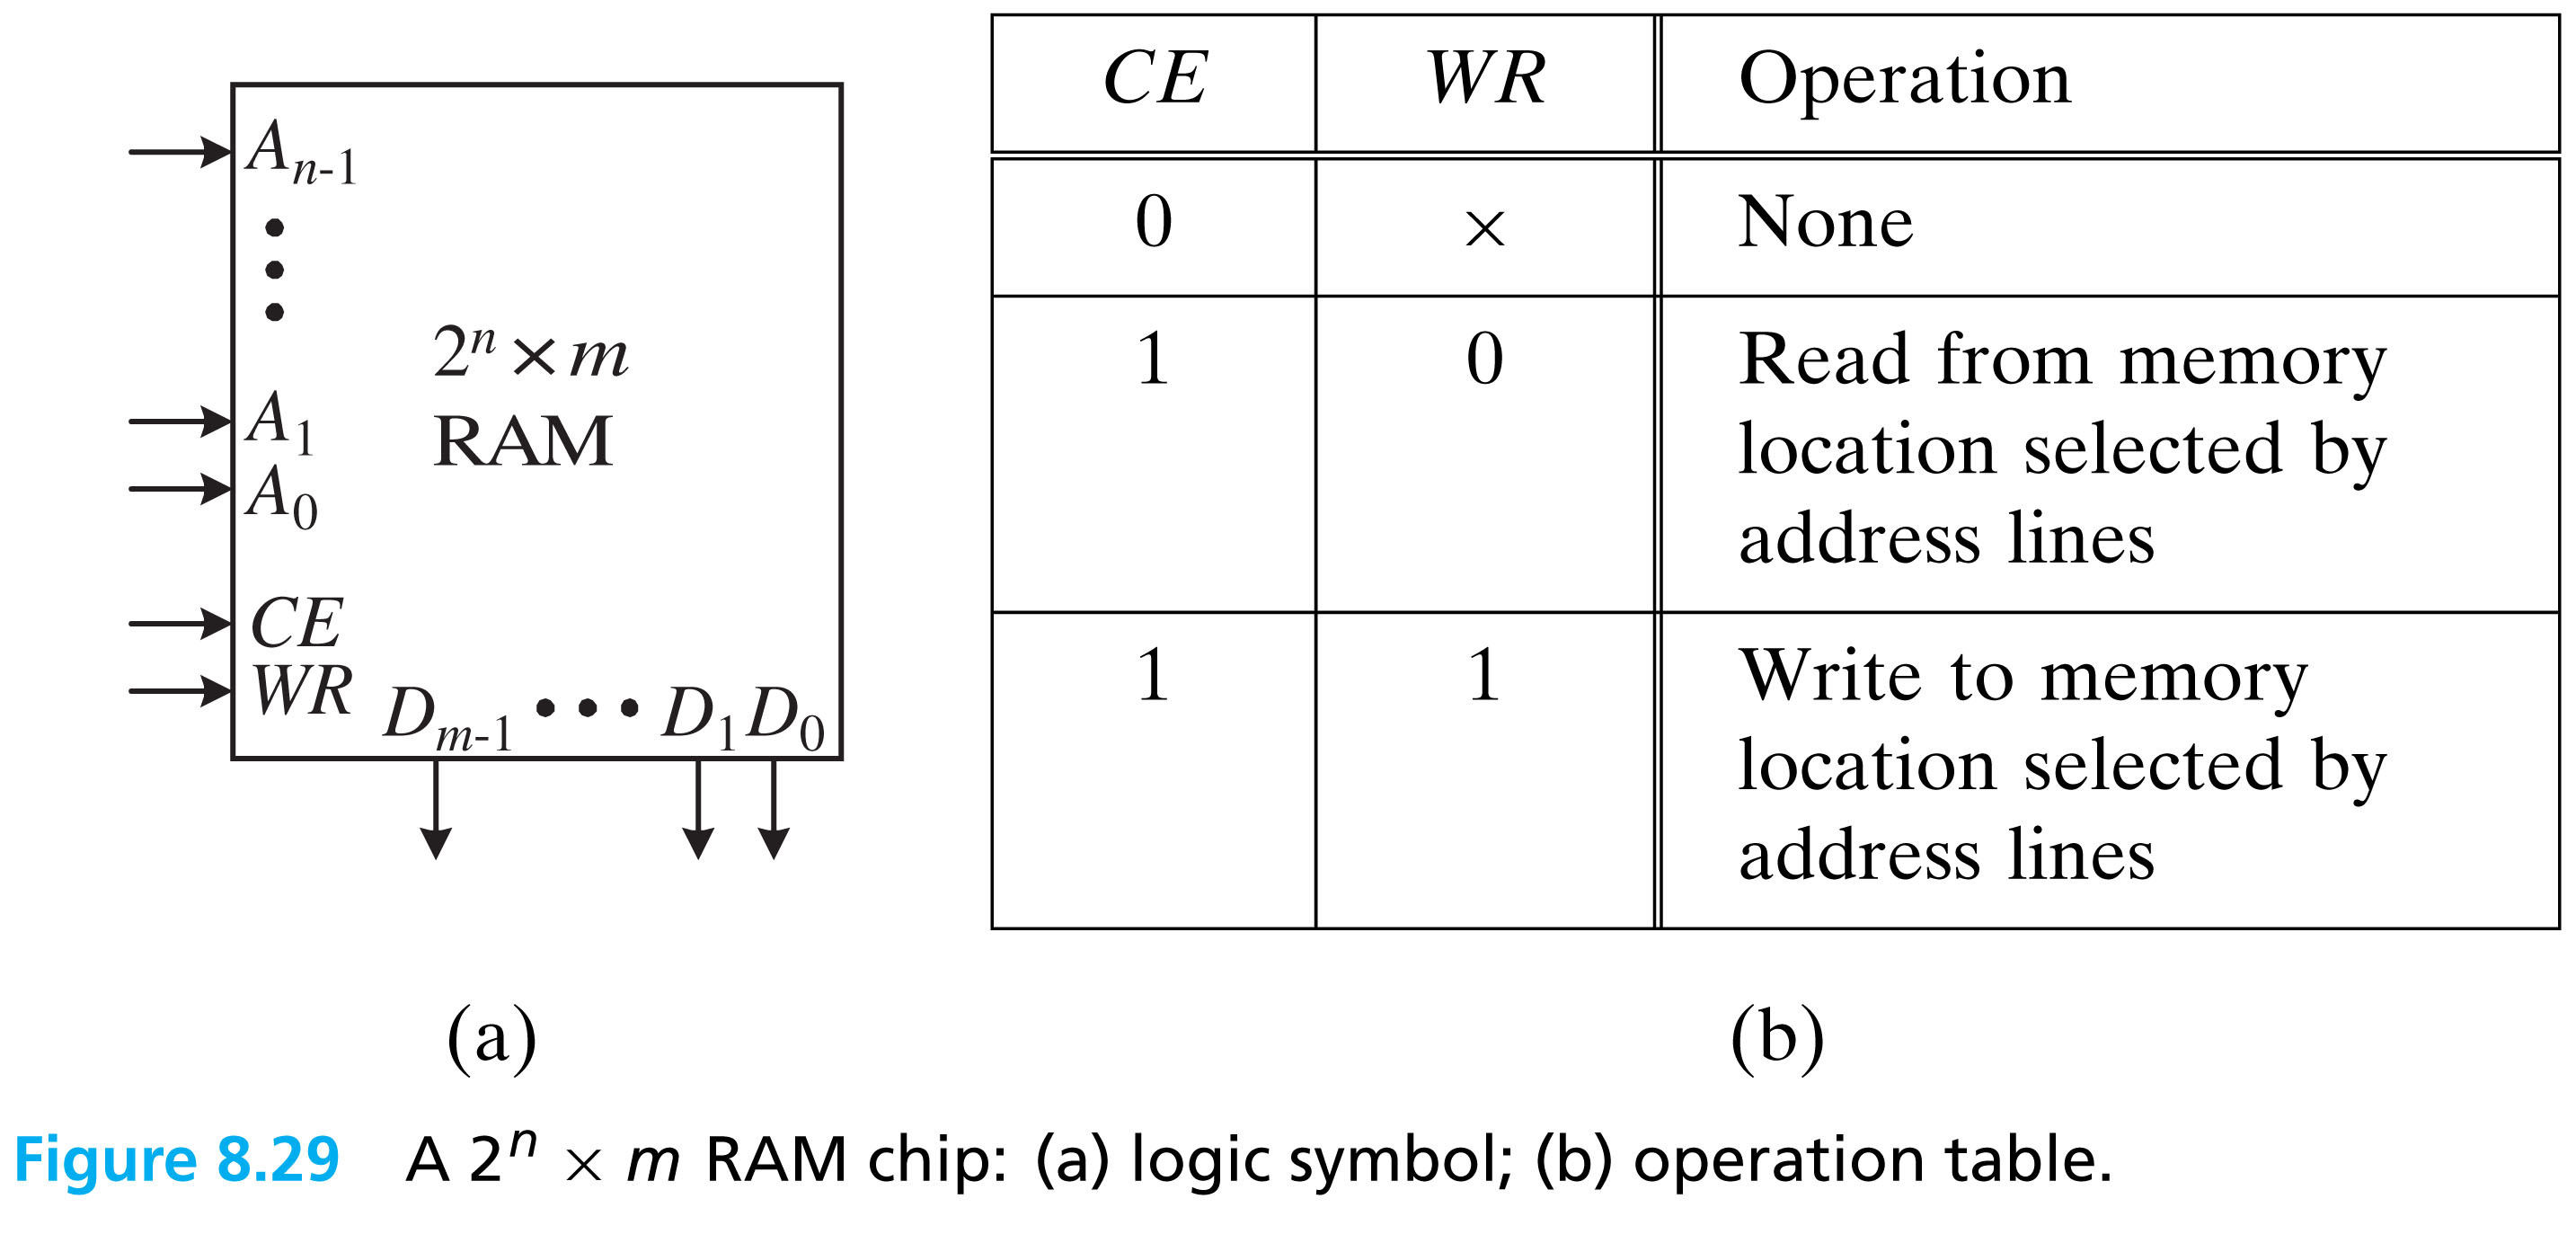 A_{n-1}
A_1
A_0
CE
WR
2^n × m
RAM
D_{m-1} • • • D_1 D_0
(a)
CE WR Operation
0 × None
1 0 Read from memory
location selected by
address lines
1 1 Write to memory
location selected by
address lines
(b)
Figure 8.29 A 2^n × m RAM chip: (a) logic symbol; (b) operation table.